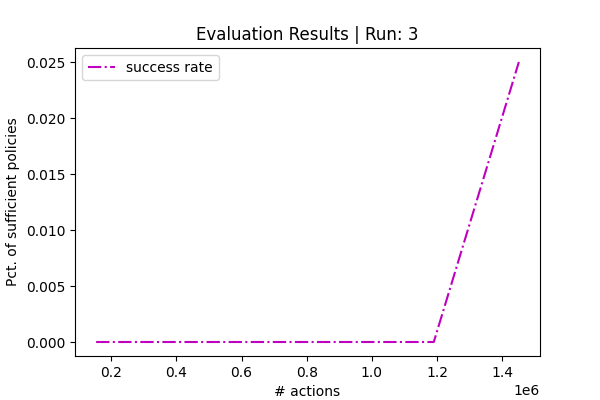 Evaluation Results | Run: 3
success rate
Pct. of sufficient policies
0.025
0.020
0.015
0.010
0.005
0.000
0.2 0.4 0.6 0.8 1.0 1.2 1.4
1e6
# actions